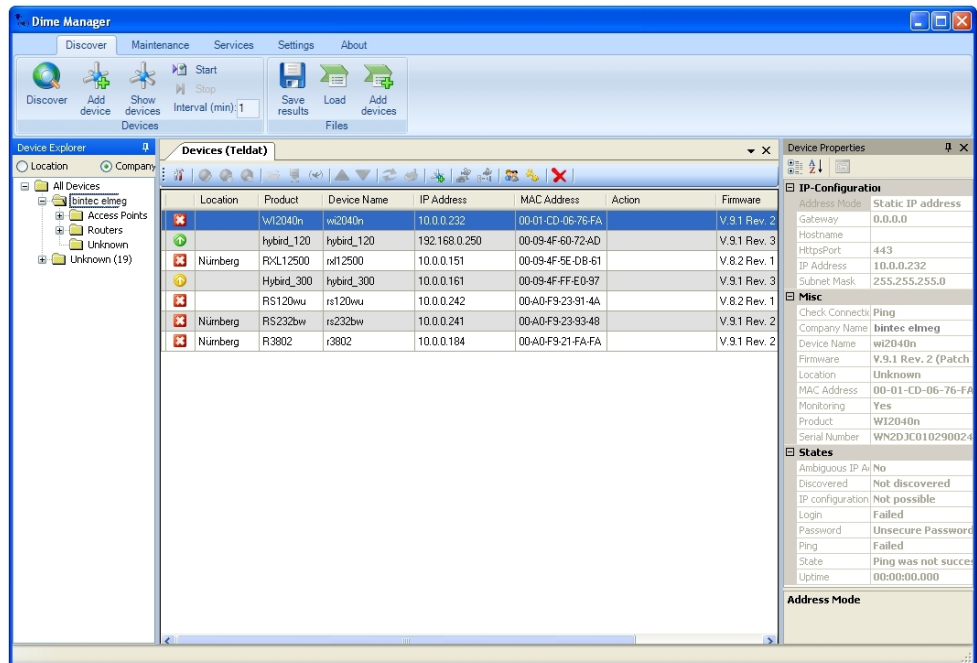 Dime Manager
Discover Maintenance Services Settings About
Discover
Add device
Show devices
Start
Stop
Interval (min): 1
Devices
Save results
Load
Add devices
Files
Device Explorer
Location Company
All Devices
bintec elmeg
Access Points
Routers
Unknown
Unknown (19)
Devices (Teldat)
Location Product Device Name IP Address MAC Address Action Firmware
WI2040n wi2040n 10.0.0.232 00-01-CD-06-76-FA V.9.1 Rev. 2
hybird_120 hybird_120 192.168.0.250 00-09-4F-60-72-AD V.9.1 Rev. 3
Nürnberg RXL12500 rxl12500 10.0.0.151 00-09-4F-5E-DB-61 V.8.2 Rev. 1
Hybird_300 hybird_300 10.0.0.161 00-09-4F-FF-E0-97 V.9.1 Rev. 3
RS120wu rs120wu 10.0.0.242 00-A0-F9-23-91-4A V.8.2 Rev. 1
Nürnberg RS232bw rs232bw 10.0.0.241 00-A0-F9-23-93-48 V.9.1 Rev. 2
Nürnberg R3802 r3802 10.0.0.184 00-A0-F9-21-FA-FA V.9.1 Rev. 2
Device Properties
IP-Configuration
Address Mode Static IP address
Gateway 0.0.0.0
Hostname
HttpsPort 443
IP Address 10.0.0.232
Subnet Mask 255.255.255.0
Misc
Check Connectic Ping
Company Name bintec elmeg
Device Name wi2040n
Firmware V.9.1 Rev. 2 (Patch
Location Unknown
MAC Address 00-01-CD-06-76-FA
Monitoring Yes
Product WI2040n
Serial Number WN2DJC010290024
States
Ambiguous IP A No
Discovered Not discovered
IP configuration Not possible
Login Failed
Password Unsecure Password
Ping Failed
State Ping was not succes
Uptime 00:00:00.000
Address Mode